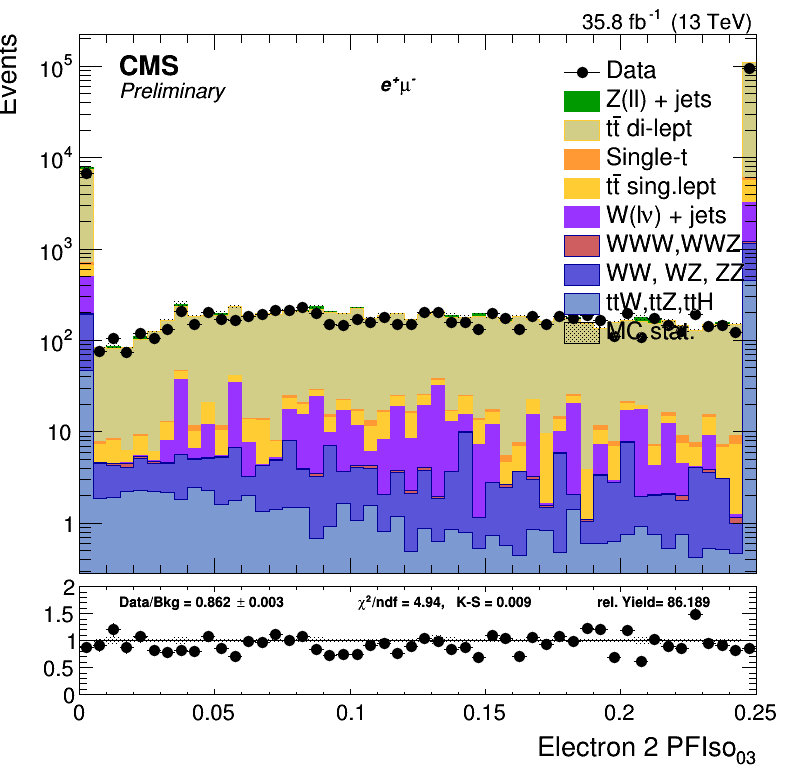 35.8 fb⁻¹ (13 TeV)
Events
CMS
Preliminary
e⁺μ⁻
Data
Z(ll) + jets
tt̄ di-lept
Single-t
tt̄ sing.lept
W(lν) + jets
WWW,WWZ
WW, WZ, ZZ
ttW,ttZ,ttH
MC stat.
10⁵
10⁴
10³
10²
10
1
Data/Bkg = 0.862 ± 0.003
χ²/ndf = 4.94, K-S = 0.009
rel. Yield= 86.189
2
1.5
1
0.5
0
0 0.05 0.1 0.15 0.2 0.25
Electron 2 PFIso₀₃